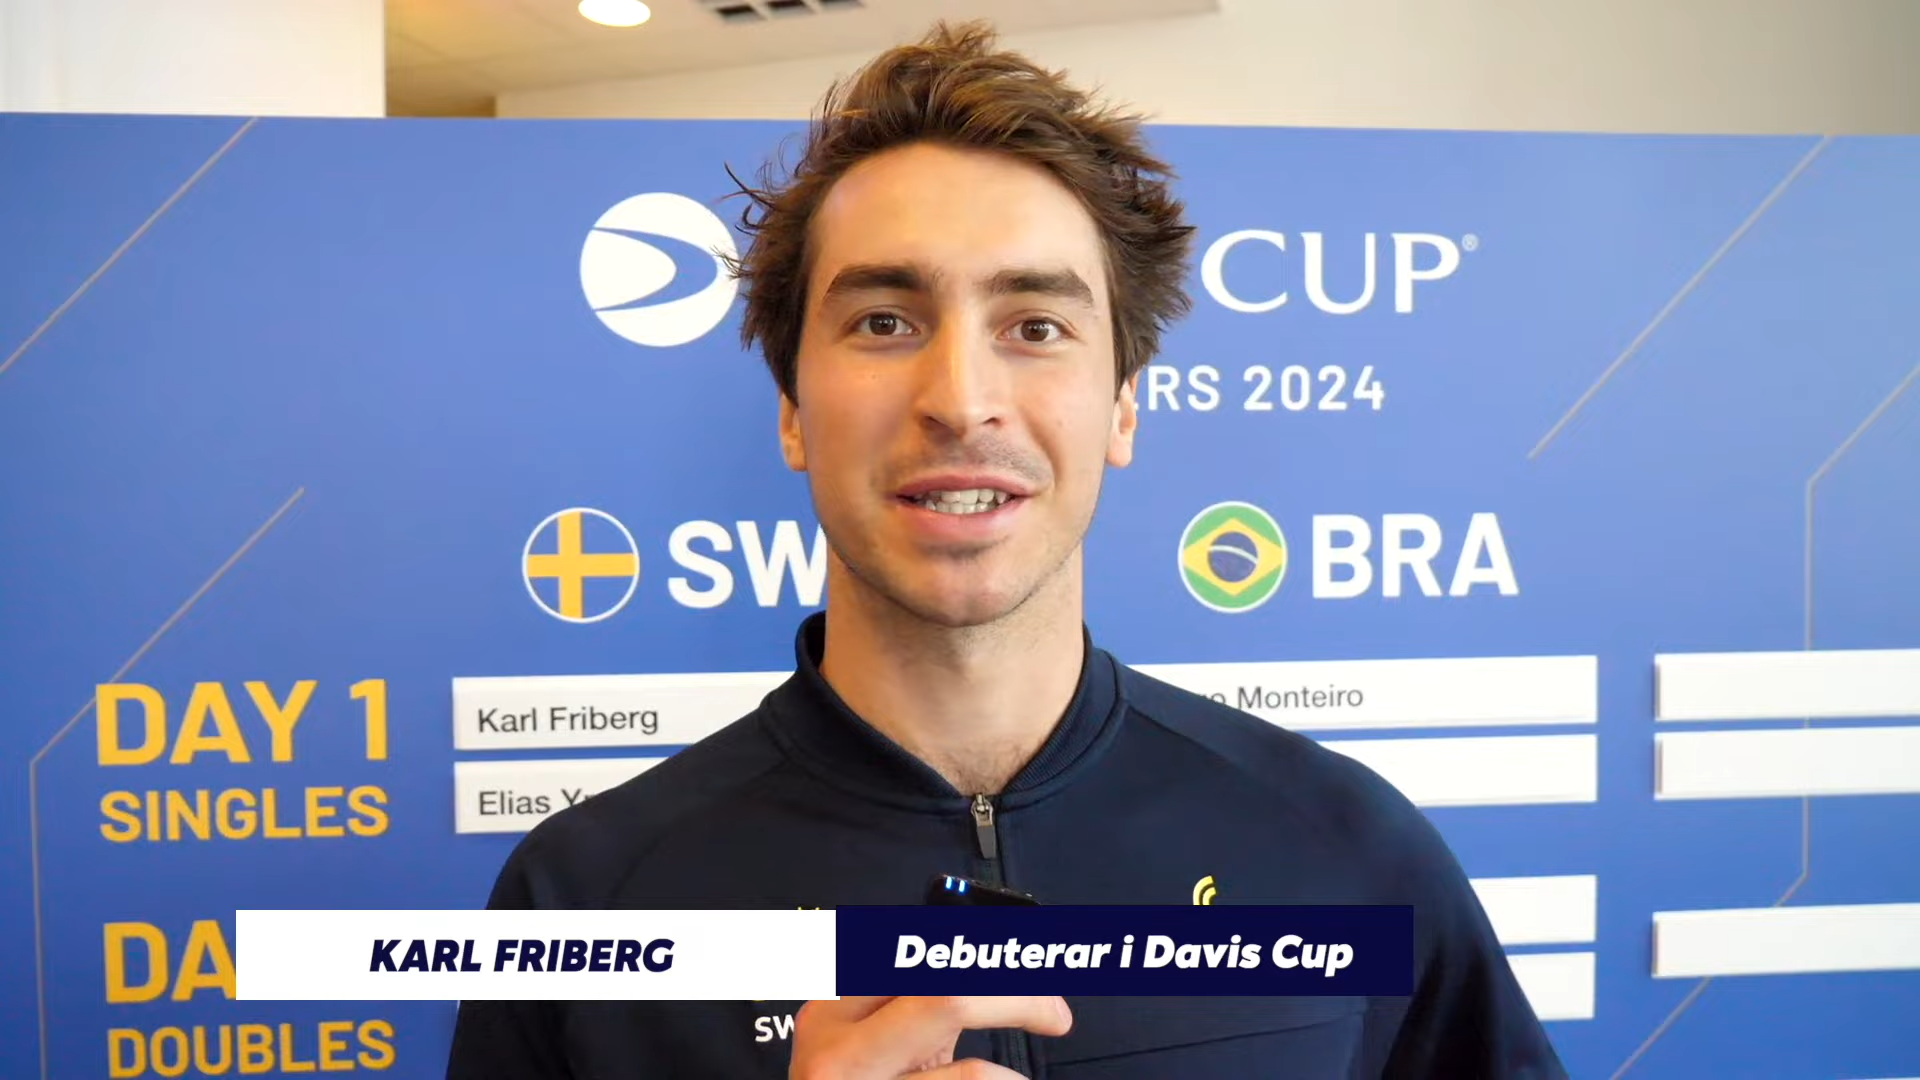 CUP®
RS 2024
SW
BRA
DAY 1
SINGLES
Karl Friberg
Monteiro
Elias
DA
DOUBLES
SW
KARL FRIBERG
Debuterar i Davis Cup